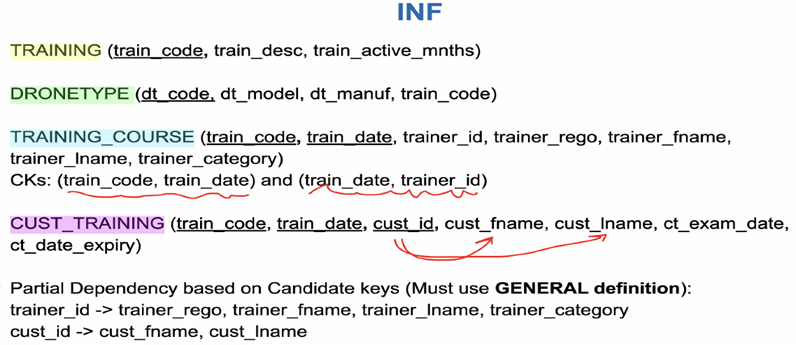 INF
TRAINING (train_code, train_desc, train_active_mnths)
DRONETYPE (dt_code, dt_model, dt_manuf, train_code)
TRAINING_COURSE (train_code, train_date, trainer_id, trainer_rego, trainer_fname,
trainer_lname, trainer_category)
CKs: (train_code, train_date) and (train_date, trainer_id)
CUST_TRAINING (train_code, train_date, cust_id, cust_fname, cust_lname, ct_exam_date,
ct_date_expiry)
Partial Dependency based on Candidate keys (Must use GENERAL definition):
trainer_id -> trainer_rego, trainer_fname, trainer_lname, trainer_category
cust_id -> cust_fname, cust_lname